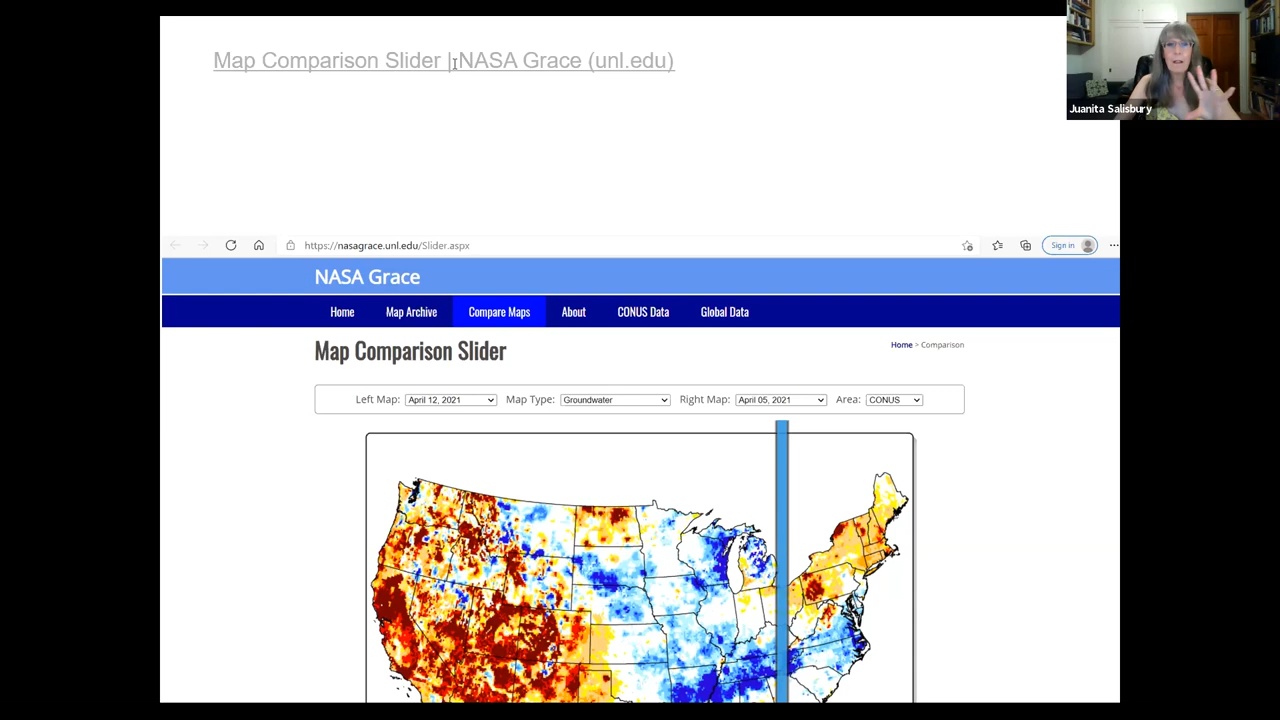 Map Comparison Slider | NASA Grace (unl.edu)
Juanita Salisbury
https://nasagrace.unl.edu/Slider.aspx
Sign in
NASA Grace
Home Map Archive Compare Maps About CONUS Data Global Data
Map Comparison Slider
Home > Comparison
Left Map: April 12, 2021 Map Type: Groundwater Right Map: April 05, 2021 Area: CONUS